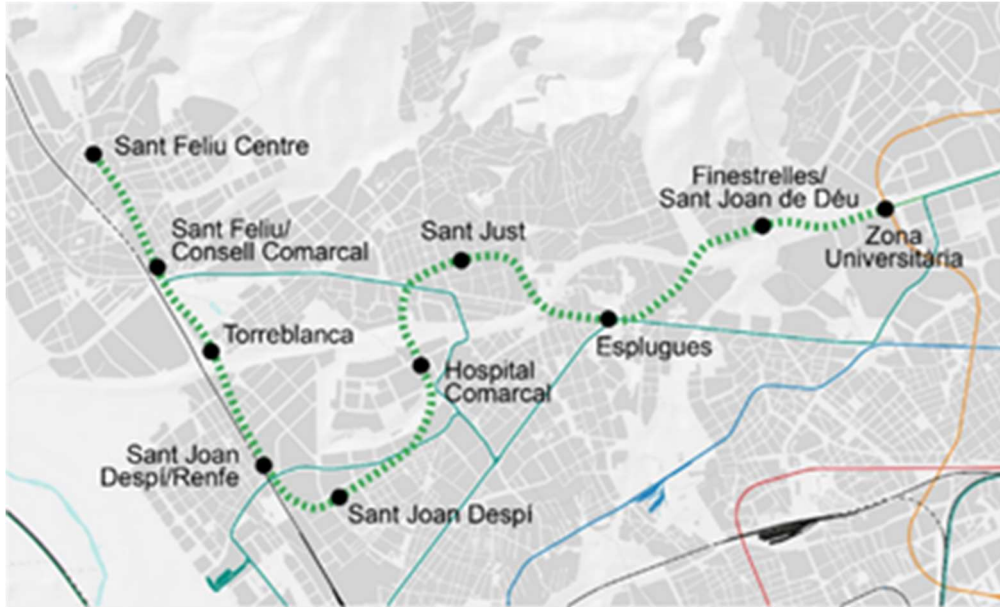 Sant Feliu Centre
Sant Feliu/
Consell Comarcal
Torreblanca
Sant Joan
Despí/Renfe
Sant Joan Despí
Hospital
Comarcal
Sant Just
Esplugues
Finestrelles/
Sant Joan de Déu
Zona
Universitària